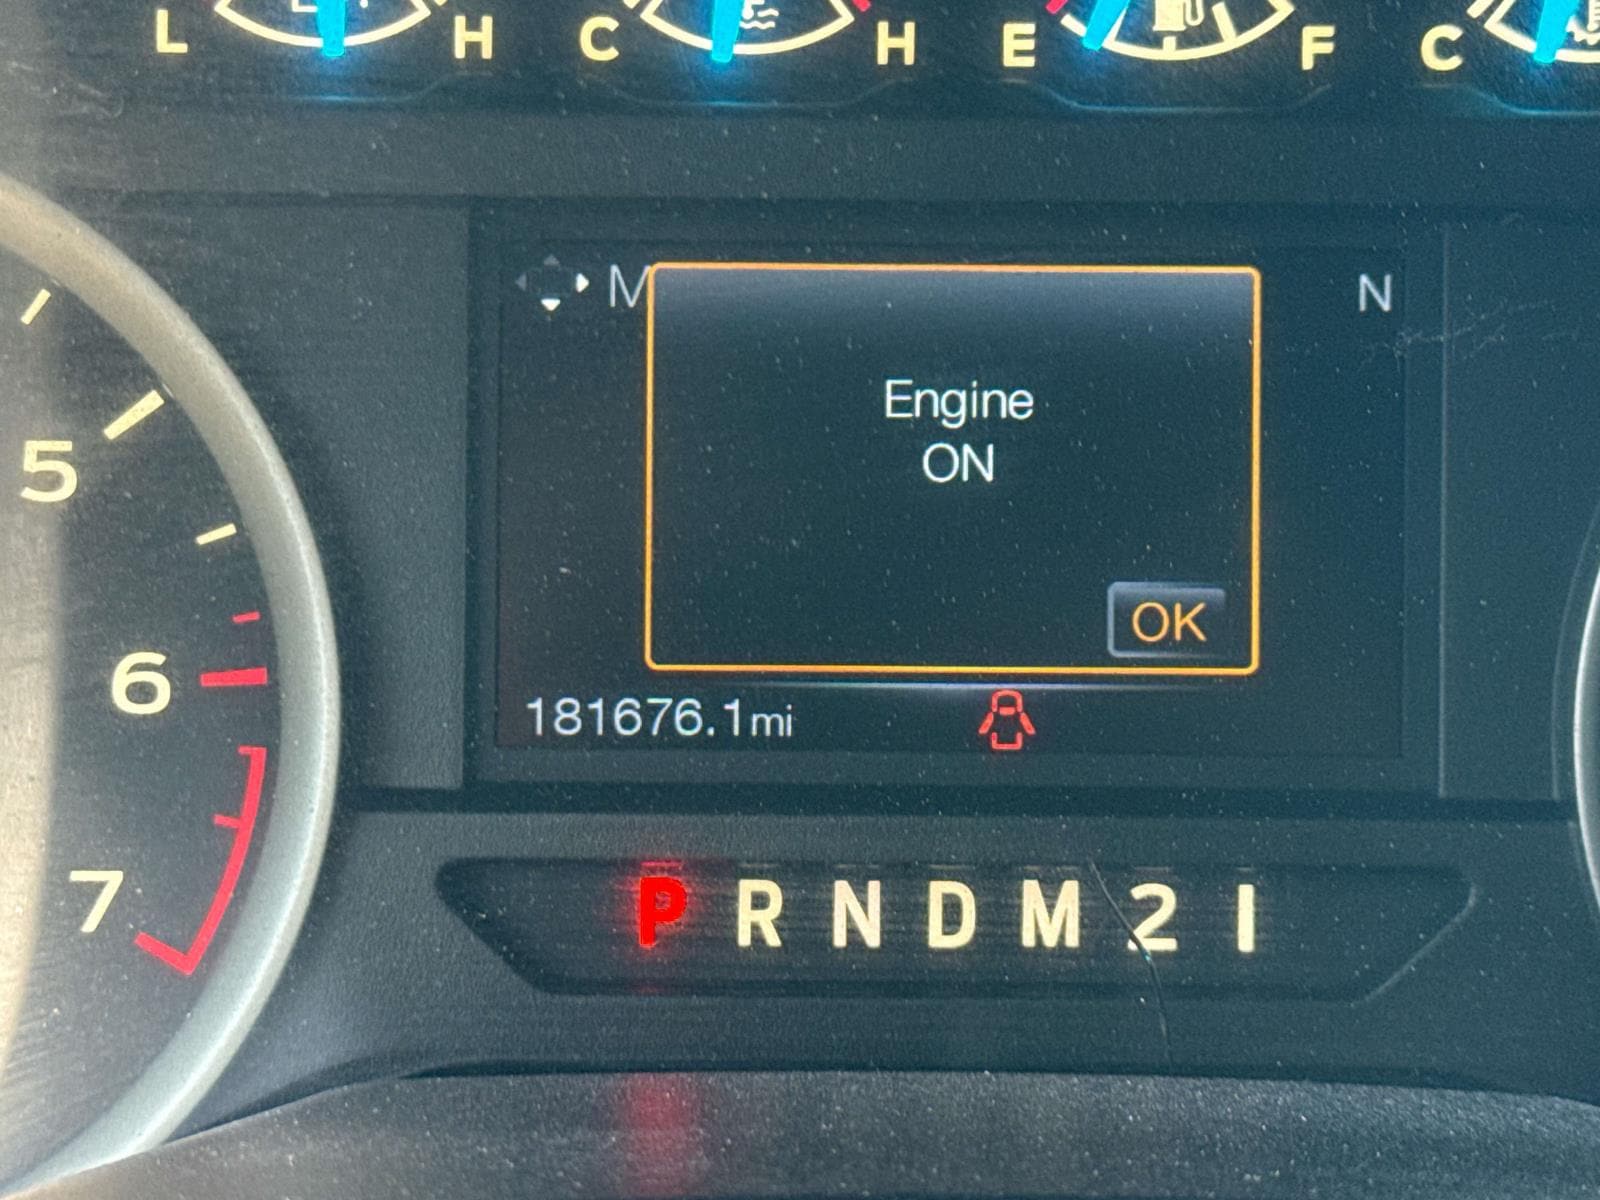 L H C H E F C
5
6
7
M N
Engine
ON
OK
181676.1mi
P R N D M 2 1